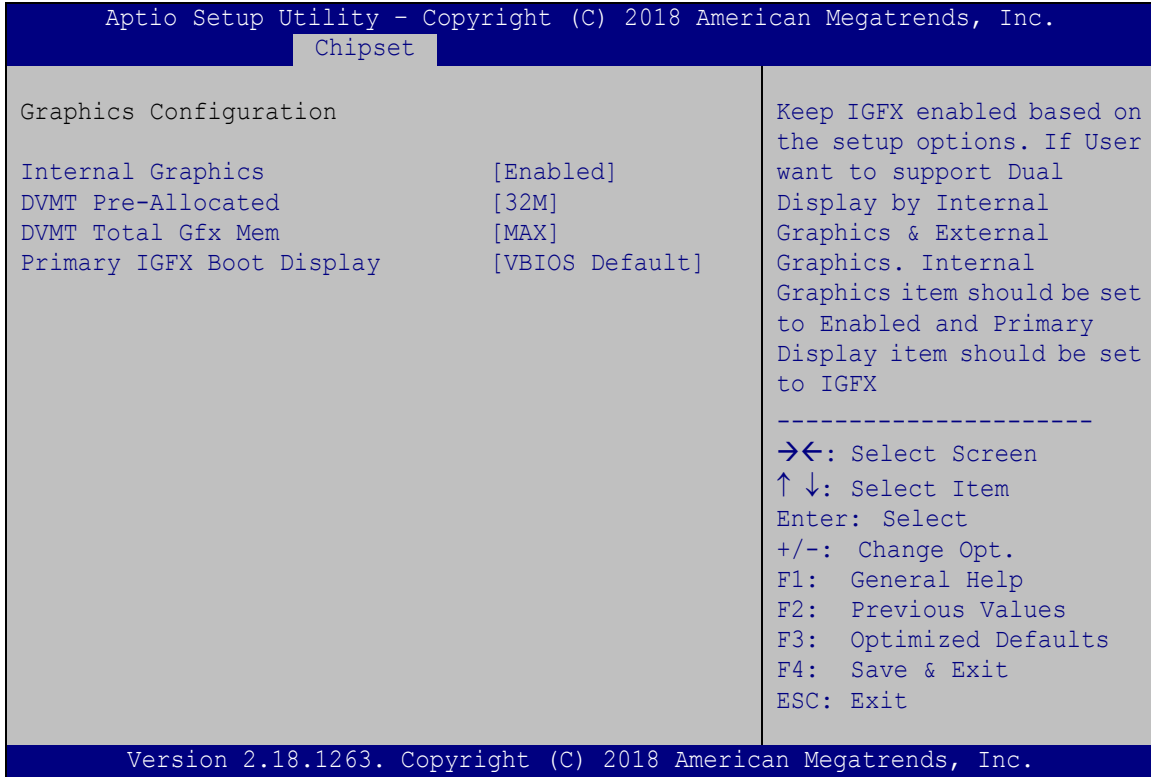 Aptio Setup Utility – Copyright (C) 2018 American Megatrends, Inc.
Chipset
Graphics Configuration
Internal Graphics [Enabled]
DVMT Pre-Allocated [32M]
DVMT Total Gfx Mem [MAX]
Primary IGFX Boot Display [VBIOS Default]
Keep IGFX enabled based on
the setup options. If User
want to support Dual
Display by Internal
Graphics & External
Graphics. Internal
Graphics item should be set
to Enabled and Primary
Display item should be set
to IGFX
----------------------
→←: Select Screen
↑ ↓: Select Item
Enter: Select
+/-: Change Opt.
F1: General Help
F2: Previous Values
F3: Optimized Defaults
F4: Save & Exit
ESC: Exit
Version 2.18.1263. Copyright (C) 2018 American Megatrends, Inc.